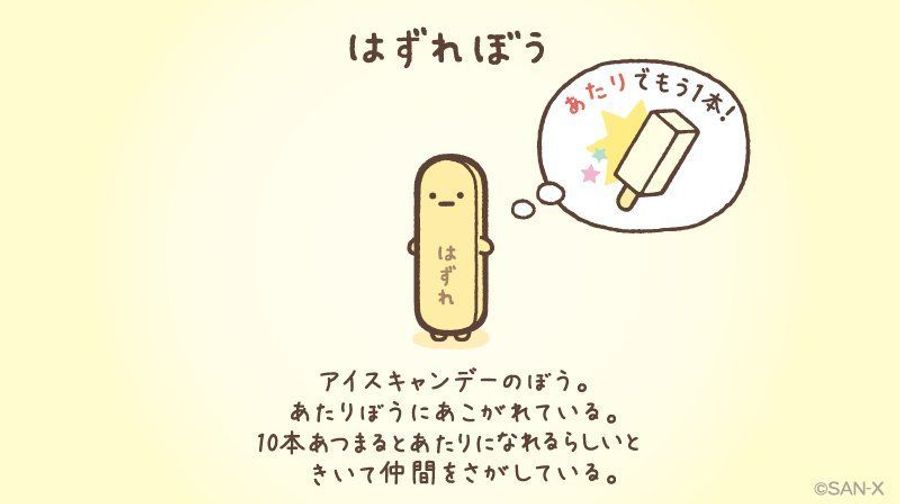 はずれぼう
あたりでもう1本!
はずれ
アイスキャンデーのぼう。
あたりぼうにあこがれている。
10本あつまるとあたりになれるらしいと
きいて仲間をさがしている。
©SAN-X